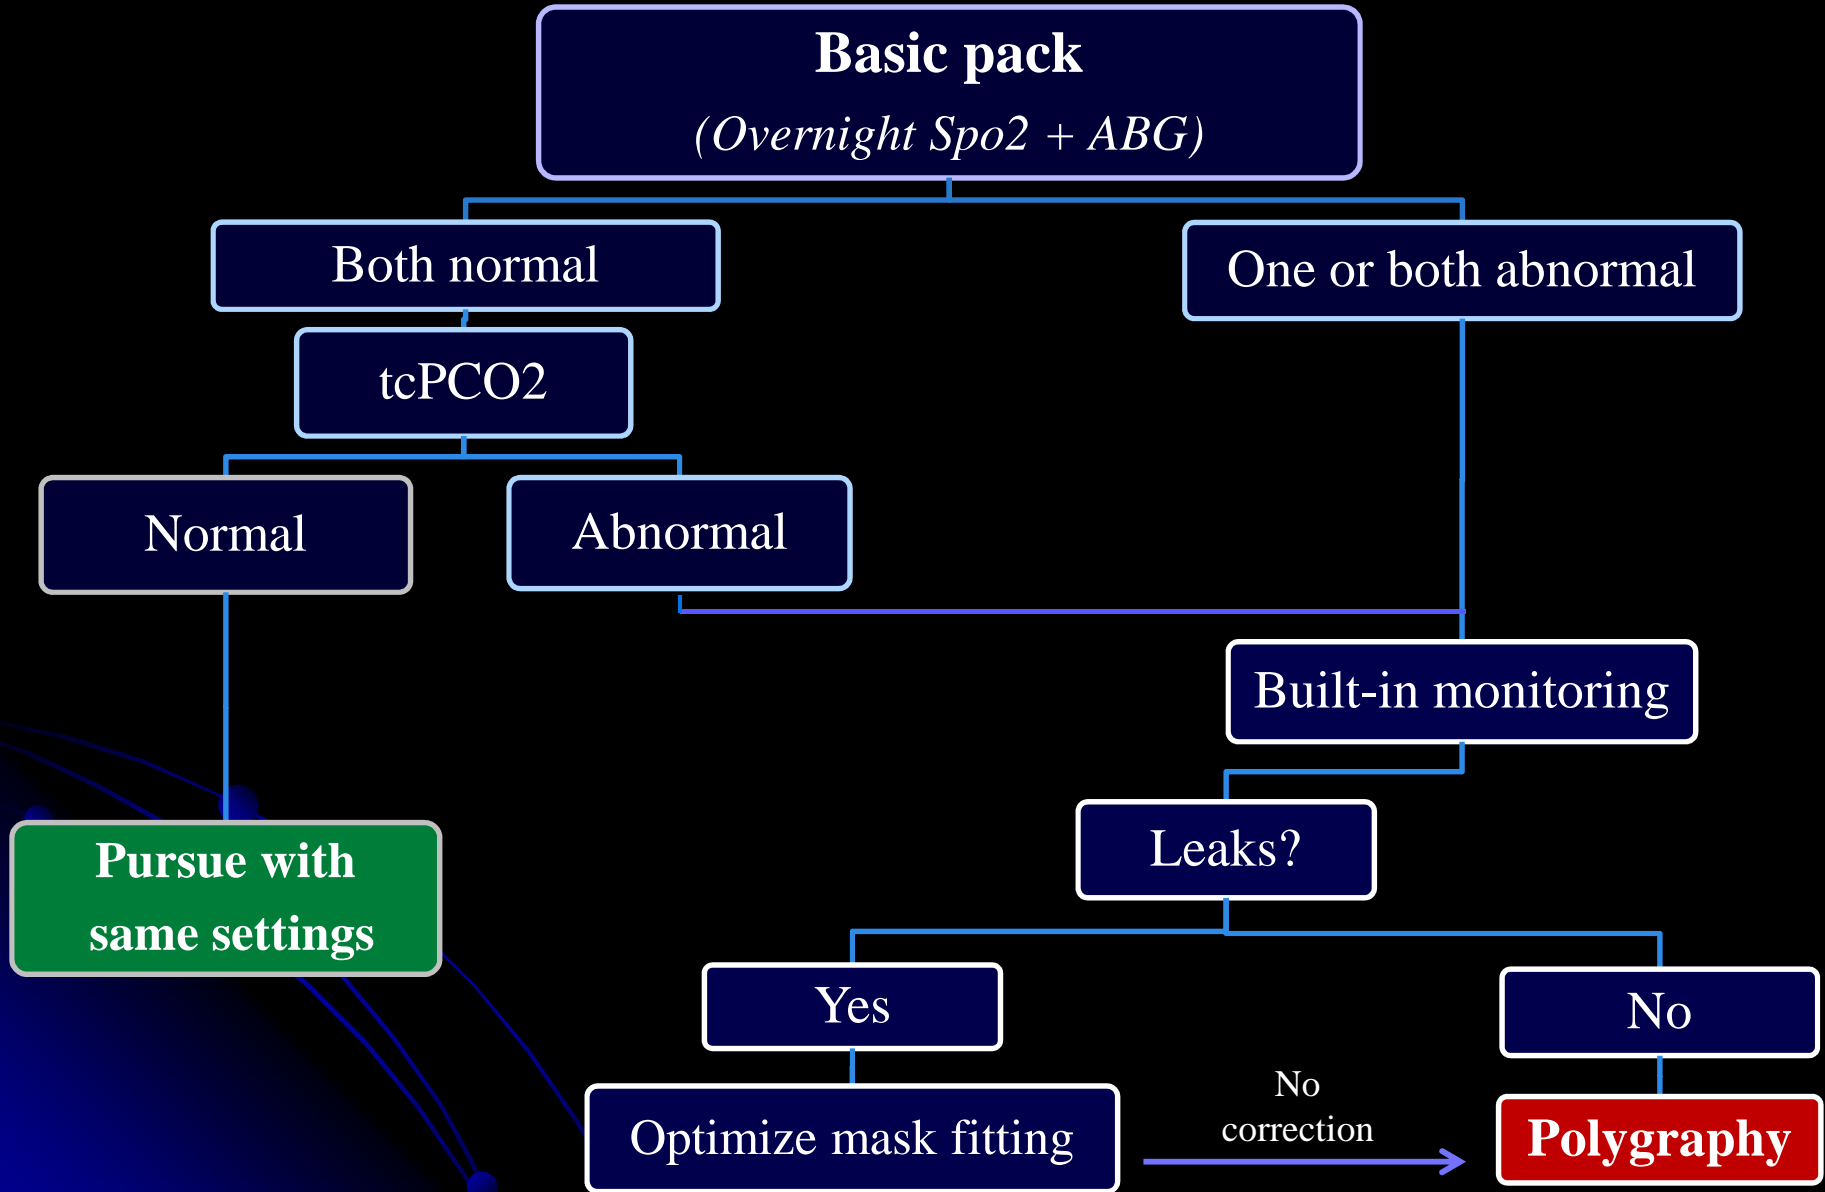 Basic pack
(Overnight Spo2 + ABG)
Both normal
One or both abnormal
tcPCO2
Normal
Abnormal
Built-in monitoring
Leaks?
Pursue with
same settings
Yes
No
No
correction
Optimize mask fitting
Polygraphy